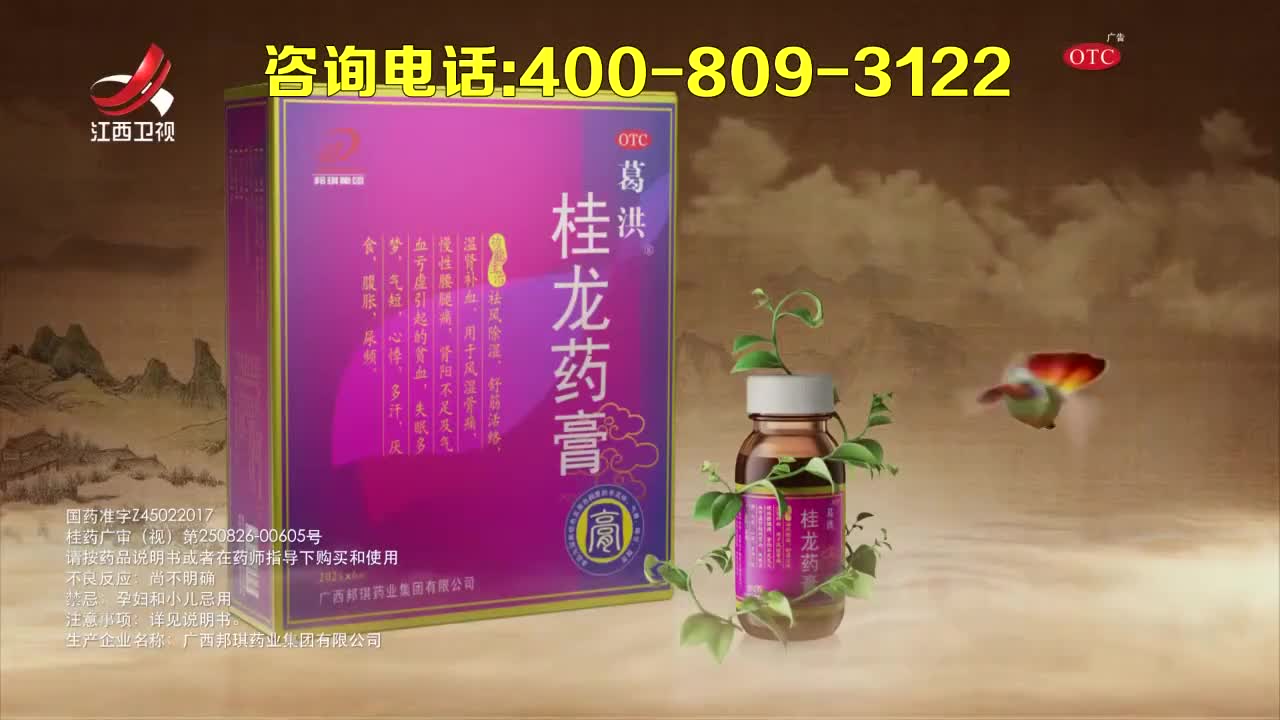 咨询电话:400-809-3122
广告
OTC
江西卫视
邦琪集团
OTC
葛洪
桂龙药膏
功能主治 祛风除湿，舒筋活络，
温肾补血。用于风湿骨痛，
慢性腰腿痛，肾阳不足及气
血亏虚引起的贫血，失眠多
梦，气短，心悸，多汗，厌
食，腹胀，尿频。
膏
广西邦琪药业集团有限公司
葛洪
桂龙药膏
国药准字Z45022017
桂药广审（视）第250826-00605号
请按药品说明书或者在药师指导下购买和使用
不良反应：尚不明确
禁忌：孕妇和小儿忌用
注意事项：详见说明书。
生产企业名称：广西邦琪药业集团有限公司